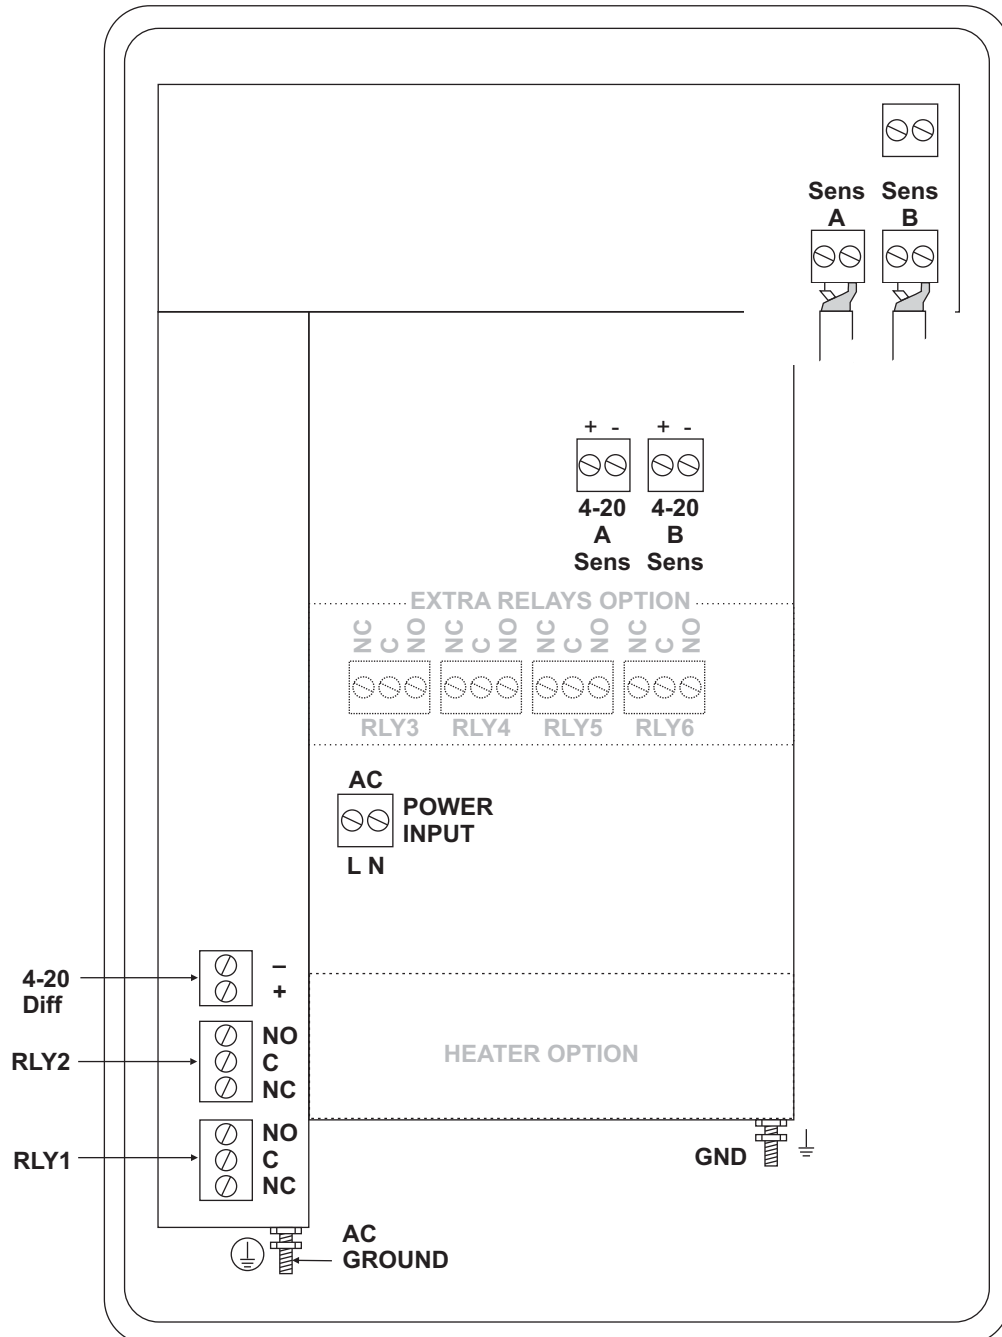 Sens Sens
A B
+ - + -
4-20 4-20
A B
Sens Sens
EXTRA RELAYS OPTION
NC C NO NC C NO NC C NO NC C NO
RLY3 RLY4 RLY5 RLY6
AC
POWER
INPUT
L N
4-20
Diff
–
+
RLY2
NO
C
NC
HEATER OPTION
RLY1
NO
C
NC
GND
AC
GROUND